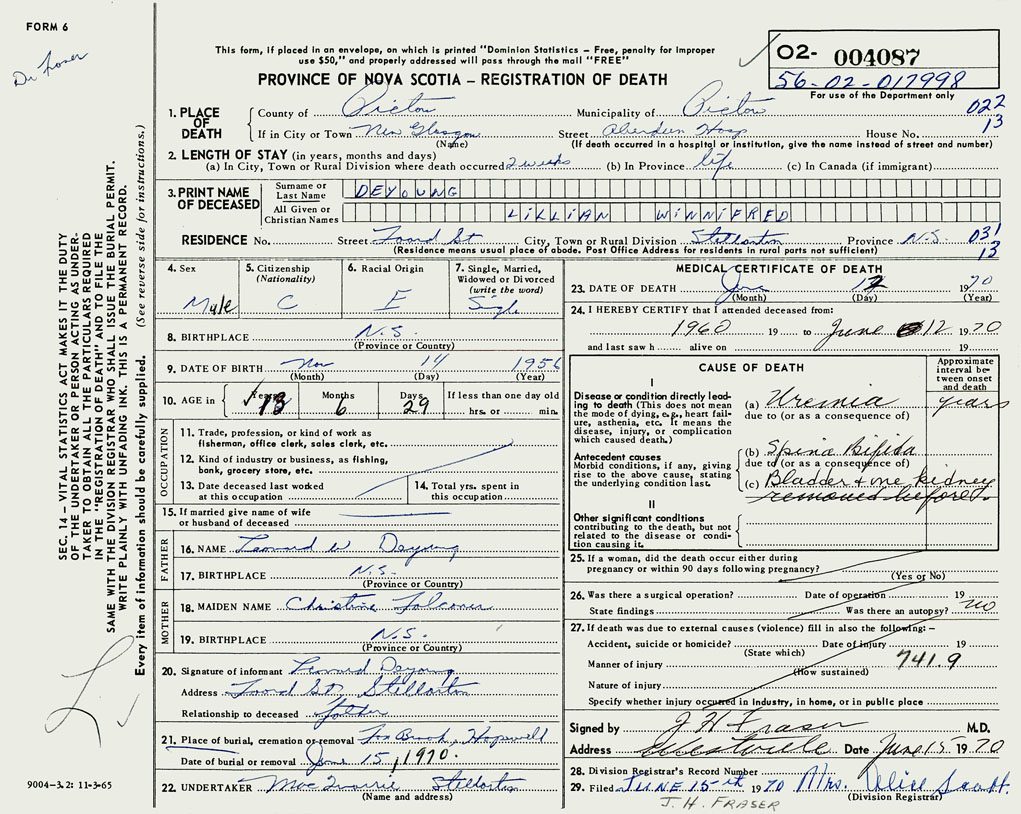 FORM 6
Dr Fraser
This form, if placed in an envelope, on which is printed "Dominion Statistics – Free, penalty for improper
use $50," and properly addressed will pass through the mail "FREE"
PROVINCE OF NOVA SCOTIA – REGISTRATION OF DEATH
02- 004087
56-02-017998
For use of the Department only
022
13
1. PLACE OF DEATH
County of Pictou Municipality of Pictou
If in City or Town New Glasgow Street Aberdeen Hosp House No.
(Name) (If death occurred in a hospital or institution, give the name instead of street and number)
2. LENGTH OF STAY (in years, months and days)
(a) In City, Town or Rural Division where death occurred 2 weeks (b) In Province life (c) In Canada (if immigrant)
3. PRINT NAME OF DECEASED
Surname or Last Name DEYOUNG
All Given or Christian Names LILLIAN WINNIFRED
RESIDENCE No. Street Foord St City, Town or Rural Division Stellarton Province N.S. 031
13
(Residence means usual place of abode. Post Office Address for residents in rural parts not sufficient)
4. Sex
Male
5. Citizenship (Nationality)
C
6. Racial Origin
E
7. Single, Married, Widowed or Divorced (write the word)
Single
8. BIRTHPLACE N.S.
(Province or Country)
9. DATE OF BIRTH Nov 14 1956
(Month) (Day) (Year)
10. AGE in Years 13 Months 6 Days 29 If less than one day old
hrs. or min.
OCCUPATION
11. Trade, profession, or kind of work as
fisherman, office clerk, sales clerk, etc.
12. Kind of industry or business, as fishing,
bank, grocery store, etc.
13. Date deceased last worked
at this occupation
14. Total yrs. spent in
this occupation
15. If married give name of wife
or husband of deceased
FATHER
16. NAME Leonard W Deyoung
17. BIRTHPLACE N.S.
(Province or Country)
MOTHER
18. MAIDEN NAME Christine Falconer
19. BIRTHPLACE N.S.
(Province or Country)
20. Signature of informant Leonard Deyoung
Address Foord St, Stellarton
Relationship to deceased Father
21. Place of burial, cremation or removal Fox Brook, Hopewell
Date of burial or removal June 15, 1970.
22. UNDERTAKER Stellarton
(Name and address)
MEDICAL CERTIFICATE OF DEATH
23. DATE OF DEATH June 12 1970
(Month) (Day) (Year)
24. I HEREBY CERTIFY that I attended deceased from:
1960 19 to June 12 1970
and last saw h alive on 19
CAUSE OF DEATH
Approximate interval between onset and death
I
Disease or condition directly leading to death (This does not mean the mode of dying, e.g., heart failure, asthenia, etc. It means the disease, injury, or complication which caused death.)
(a) Uremia years
due to (or as a consequence of)
Antecedent causes
Morbid conditions, if any, giving rise to the above cause, stating the underlying condition last.
(b) Spina Bifida
due to (or as a consequence of)
(c) Bladder + one kidney
removed before.
II
Other significant conditions
contributing to the death, but not related to the disease or condition causing it.
25. If a woman, did the death occur either during
pregnancy or within 90 days following pregnancy?
(Yes or No)
26. Was there a surgical operation? Date of operation 19
State findings Was there an autopsy? no
27. If death was due to external causes (violence) fill in also the following: –
Accident, suicide or homicide? Date of injury 19
(State which)
Manner of injury 741.9
(How sustained)
Nature of injury
Specify whether injury occurred in industry, in home, or in public place
Signed by J H Fraser M.D.
Address Westville Date June 15 1970
28. Division Registrar's Record Number
29. Filed JUNE 15th 1970 Mrs. Alice Scott.
(Division Registrar)
J. H. FRASER
SEC. 14 – VITAL STATISTICS ACT MAKES IT THE DUTY
OF THE UNDERTAKER OR PERSON ACTING AS UNDER-
TAKER TO OBTAIN ALL THE PARTICULARS REQUIRED
IN THE "REGISTRATION OF DEATH" AND TO FILE THE
SAME WITH THE DIVISION REGISTRAR WHO SHALL ISSUE THE BURIAL PERMIT.
WRITE PLAINLY WITH UNFADING INK. THIS IS A PERMANENT RECORD.
Every item of information should be carefully supplied. (See reverse side for instructions.)
9004-3.2: 11-3-65